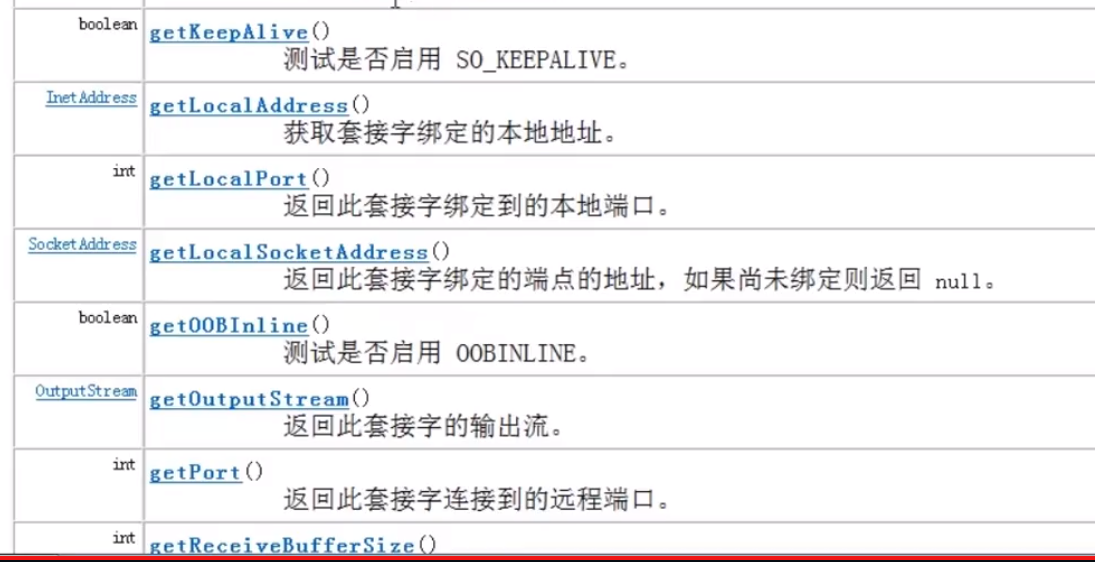 boolean getKeepAlive()
测试是否启用 SO_KEEPALIVE。
InetAddress getLocalAddress()
获取套接字绑定的本地地址。
int getLocalPort()
返回此套接字绑定到的本地端口。
SocketAddress getLocalSocketAddress()
返回此套接字绑定的端点的地址，如果尚未绑定则返回 null。
boolean getOOBInline()
测试是否启用 OOBINLINE。
OutputStream getOutputStream()
返回此套接字的输出流。
int getPort()
返回此套接字连接到的远程端口。
int getReceiveBufferSize()